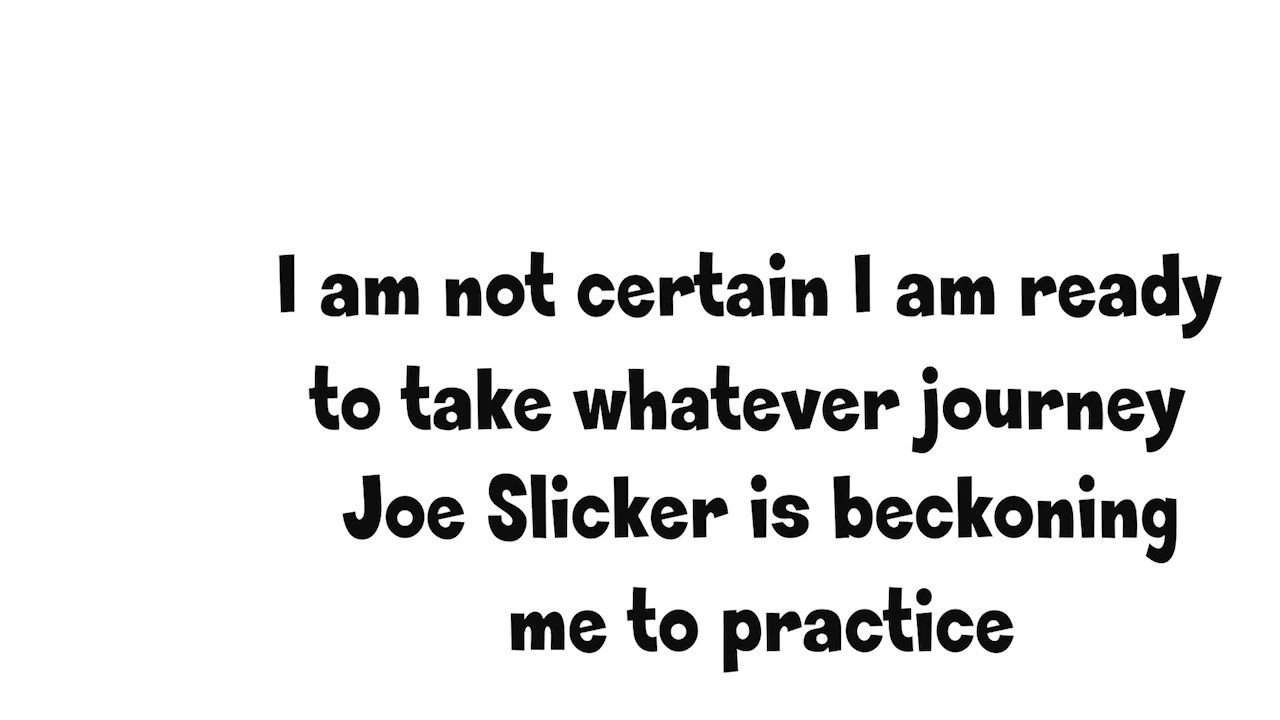 I am not certain I am ready
to take whatever journey
Joe Slicker is beckoning
me to practice